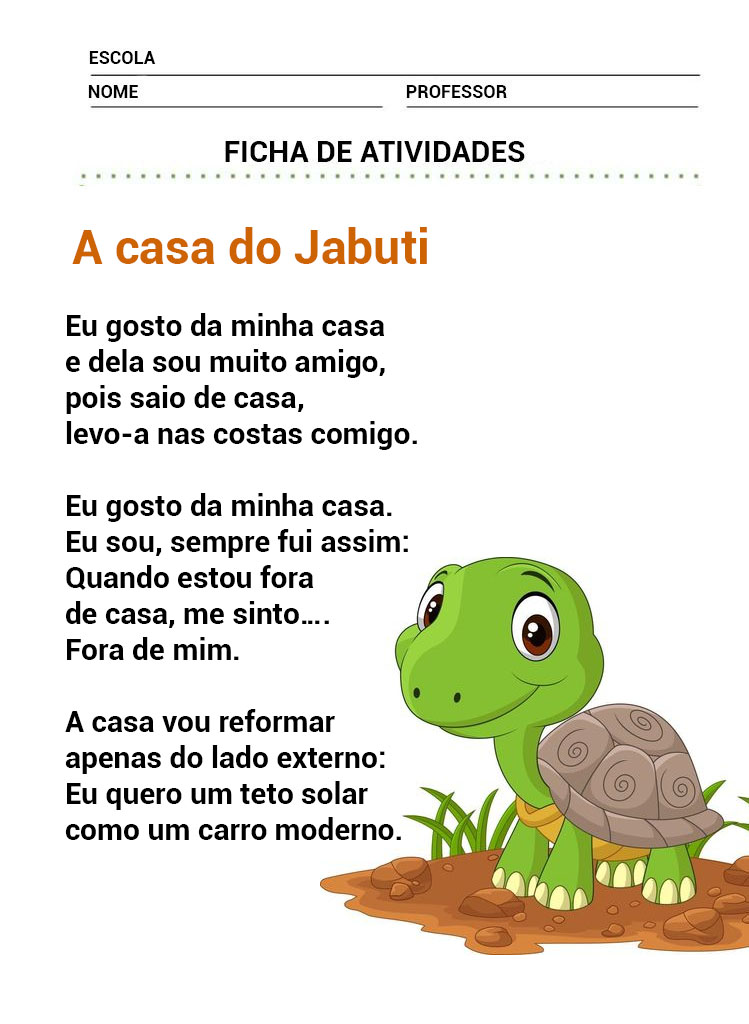 ESCOLA
NOME PROFESSOR
FICHA DE ATIVIDADES
A casa do Jabuti
Eu gosto da minha casa
e dela sou muito amigo,
pois saio de casa,
levo-a nas costas comigo.
Eu gosto da minha casa.
Eu sou, sempre fui assim:
Quando estou fora
de casa, me sinto....
Fora de mim.
A casa vou reformar
apenas do lado externo:
Eu quero um teto solar
como um carro moderno.